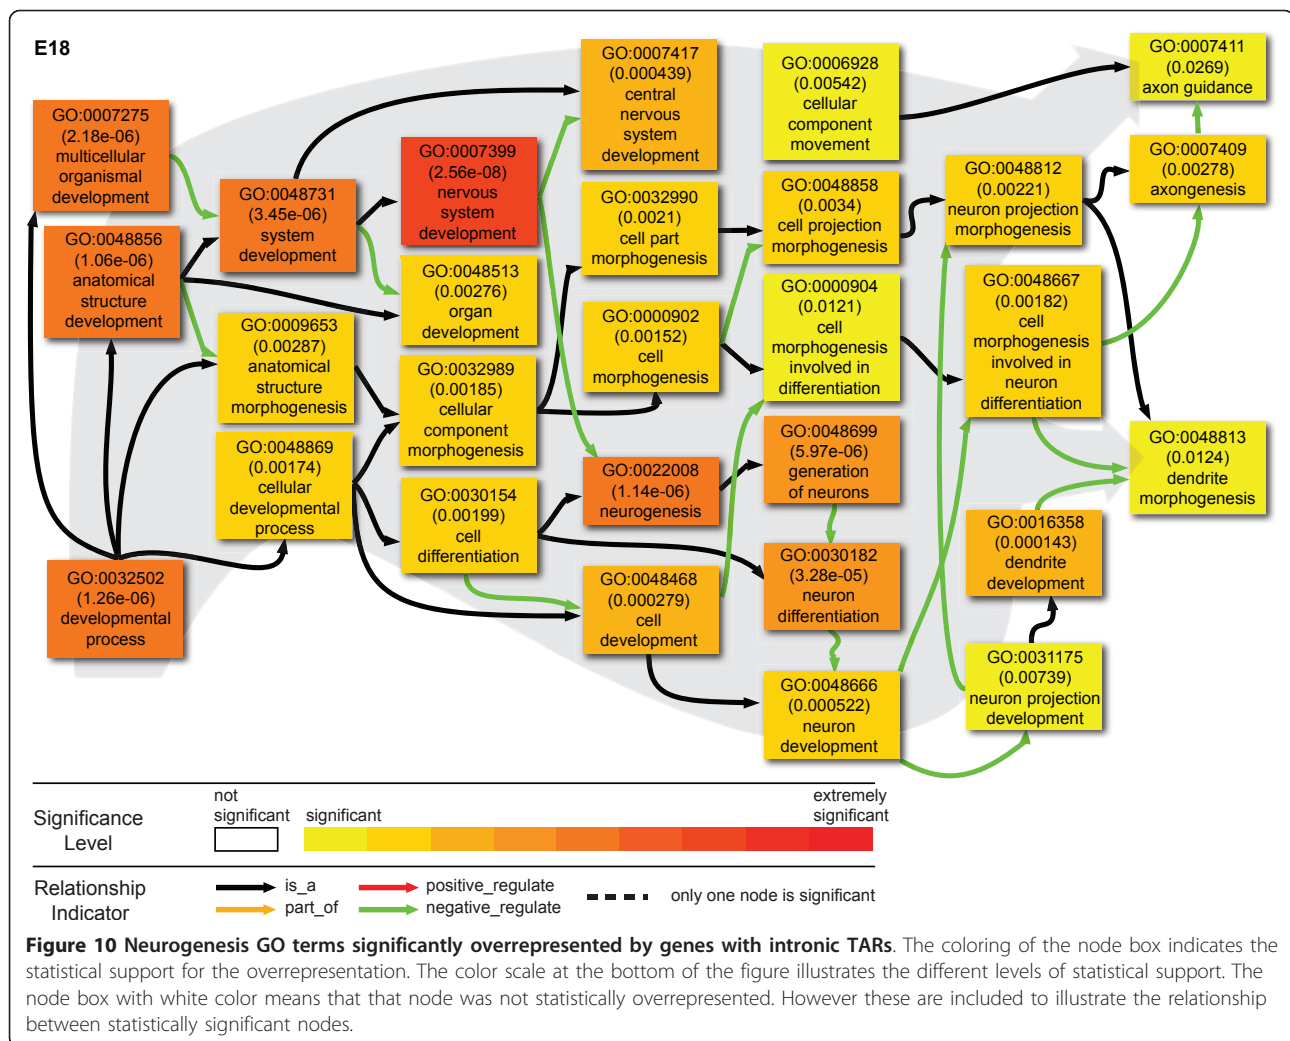 E18
GO:0007275
(2.18e-06)
multicellular
organismal
development
GO:0048856
(1.06e-06)
anatomical
structure
development
GO:0032502
(1.26e-06)
developmental
process
GO:0048731
(3.45e-06)
system
development
GO:0009653
(0.00287)
anatomical
structure
morphogenesis
GO:0048869
(0.00174)
cellular
developmental
process
GO:0007399
(2.56e-08)
nervous
system
development
GO:0048513
(0.00276)
organ
development
GO:0032989
(0.00185)
cellular
component
morphogenesis
GO:0030154
(0.00199)
cell
differentiation
GO:0007417
(0.000439)
central
nervous
system
development
GO:0032990
(0.0021)
cell part
morphogenesis
GO:0000902
(0.00152)
cell
morphogenesis
GO:0022008
(1.14e-06)
neurogenesis
GO:0048468
(0.000279)
cell
development
GO:0006928
(0.00542)
cellular
component
movement
GO:0048858
(0.0034)
cell projection
morphogenesis
GO:0000904
(0.0121)
cell
morphogenesis
involved in
differentiation
GO:0048699
(5.97e-06)
generation
of neurons
GO:0030182
(3.28e-05)
neuron
differentiation
GO:0048666
(0.000522)
neuron
development
GO:0048812
(0.00221)
neuron projection
morphogenesis
GO:0048667
(0.00182)
cell
morphogenesis
involved in
neuron
differentiation
GO:0016358
(0.000143)
dendrite
development
GO:0031175
(0.00739)
neuron projection
development
GO:0007411
(0.0269)
axon guidance
GO:0007409
(0.00278)
axongenesis
GO:0048813
(0.0124)
dendrite
morphogenesis
Significance
Level
not
significant
significant
extremely
significant
Relationship
Indicator
is_a
part_of
positive_regulate
negative_regulate
only one node is significant
Figure 10 Neurogenesis GO terms significantly overrepresented by genes with intronic TARs. The coloring of the node box indicates the
statistical support for the overrepresentation. The color scale at the bottom of the figure illustrates the different levels of statistical support. The
node box with white color means that that node was not statistically overrepresented. However these are included to illustrate the relationship
between statistically significant nodes.